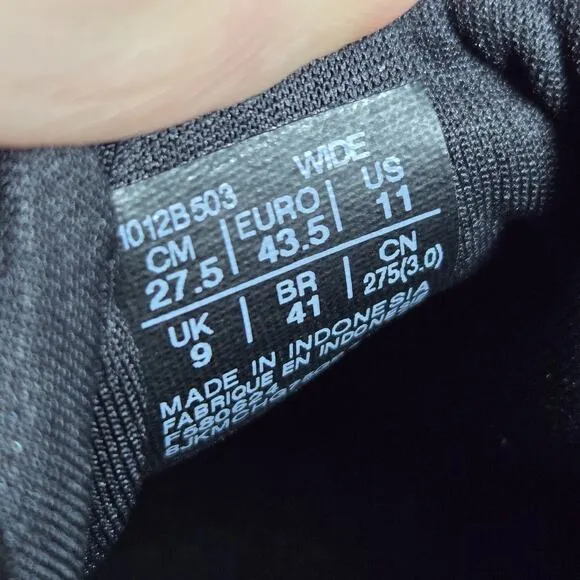 1012B503 WIDE
CM EURO US
27.5 43.5 11
UK BR CN
9 41 275(3.0)
MADE IN INDONESIA
FABRIQUE EN
F580624